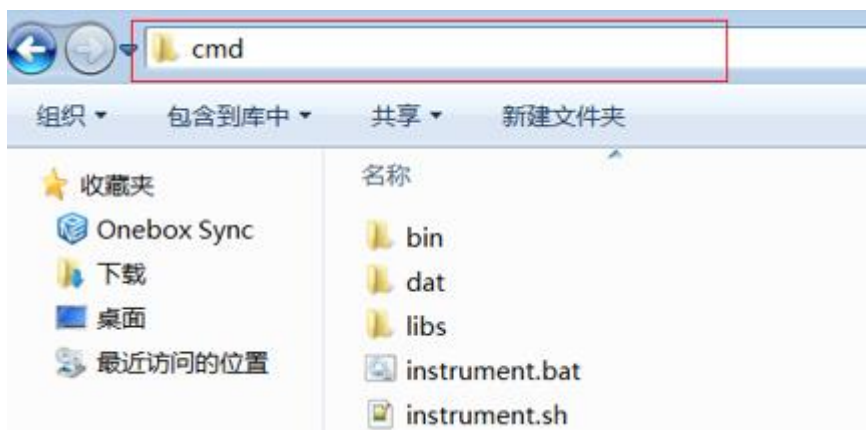 cmd
组织 包含到库中 共享 新建文件夹
收藏夹
Onebox Sync
下载
桌面
最近访问的位置
名称
bin
dat
libs
instrument.bat
instrument.sh